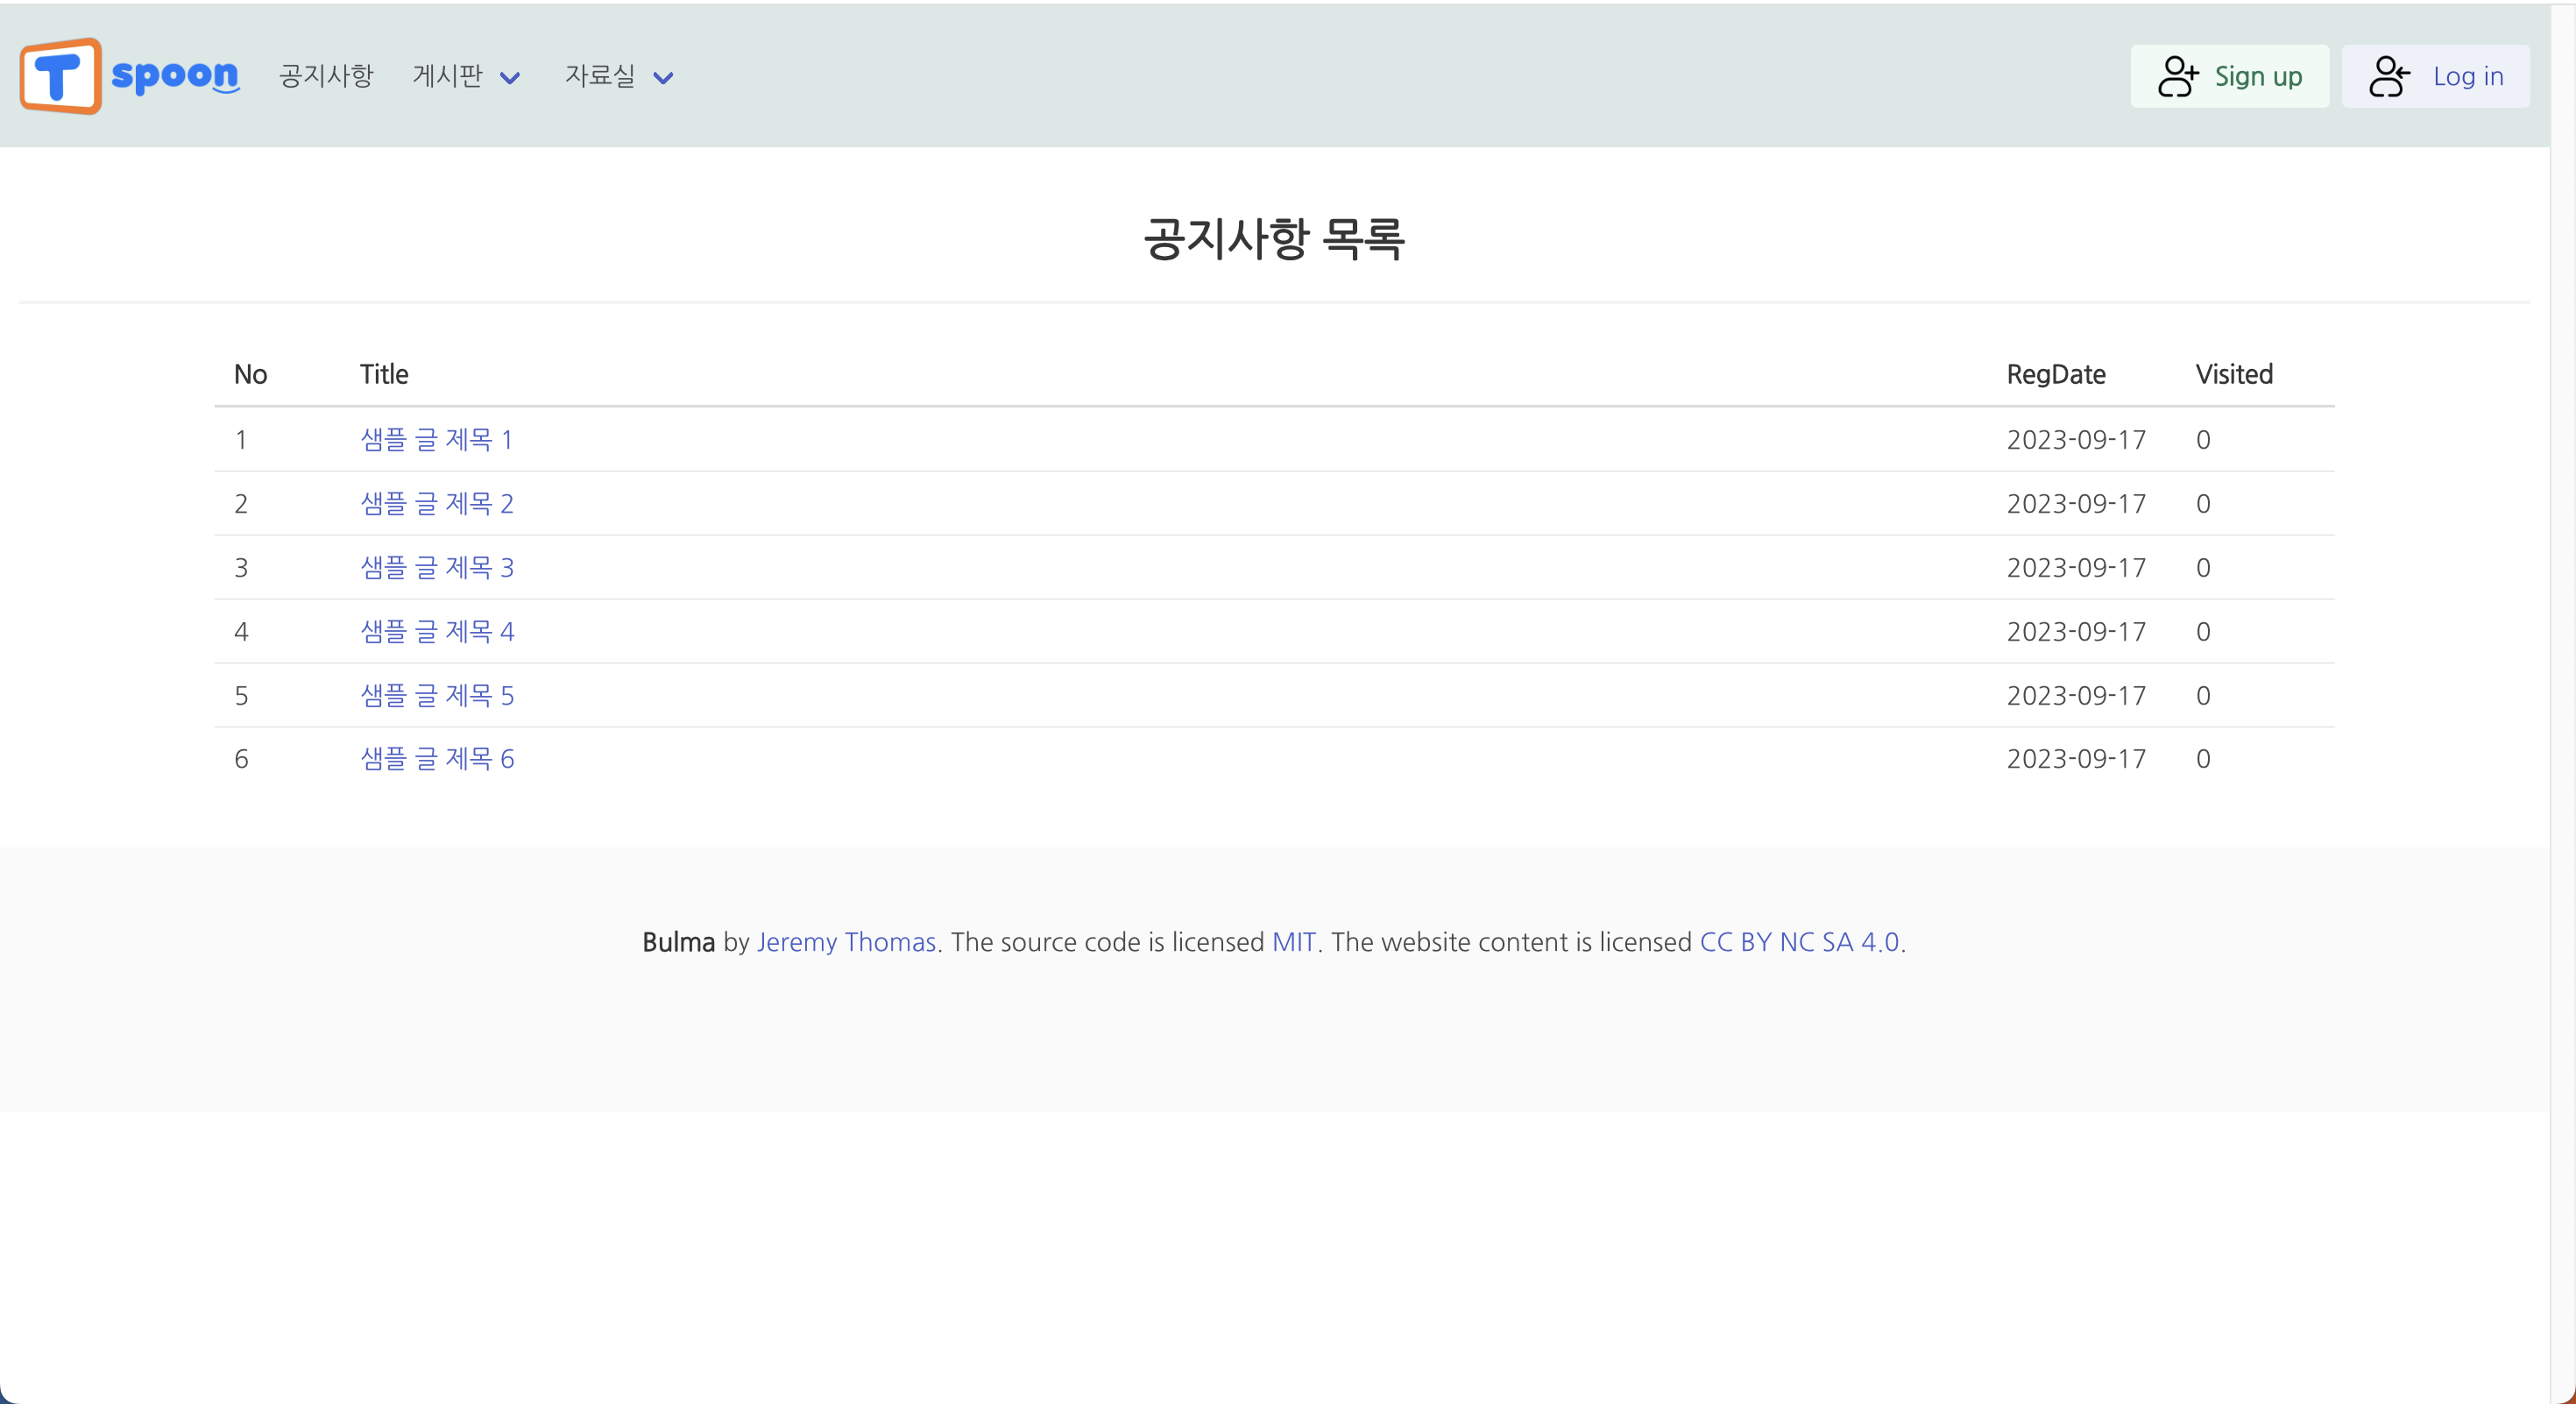 T spoon 공지사항 게시판 자료실 Sign up Log in
공지사항 목록
No Title RegDate Visited
1 샘플 글 제목 1 2023-09-17 0
2 샘플 글 제목 2 2023-09-17 0
3 샘플 글 제목 3 2023-09-17 0
4 샘플 글 제목 4 2023-09-17 0
5 샘플 글 제목 5 2023-09-17 0
6 샘플 글 제목 6 2023-09-17 0
Bulma by Jeremy Thomas. The source code is licensed MIT. The website content is licensed CC BY NC SA 4.0.